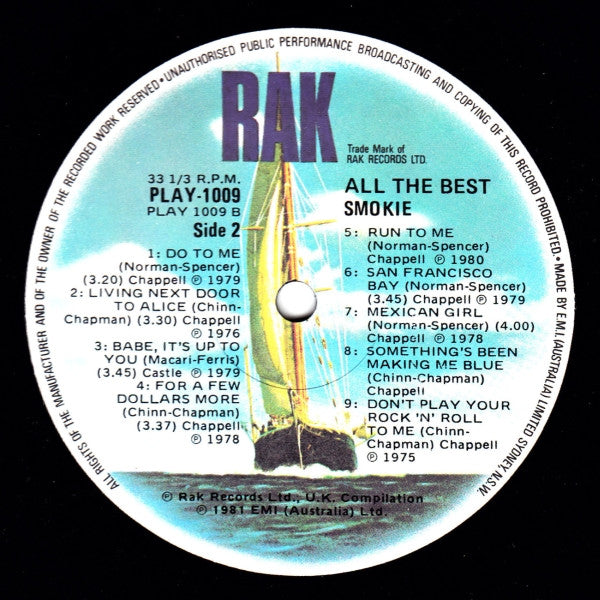 ALL RIGHTS OF THE MANUFACTURER AND OF THE OWNER OF THE RECORDED WORK RESERVED • UNAUTHORISED PUBLIC PERFORMANCE BROADCASTING AND COPYING OF THIS RECORD PROHIBITED. • MADE BY E.M.I. (AUSTRALIA) LIMITED SYDNEY, N.S.W.
RAK
Trade Mark of
RAK RECORDS LTD.
33 1/3 R.P.M.
PLAY-1009
PLAY 1009 B
Side 2
1: DO TO ME
(Norman-Spencer)
(3.20) Chappell ℗ 1979
2: LIVING NEXT DOOR
TO ALICE (Chinn-
Chapman) (3.30) Chappell
℗ 1976
3: BABE, IT'S UP TO
YOU (Macari-Ferris)
(3.45) Castle ℗ 1979
4: FOR A FEW
DOLLARS MORE
(Chinn-Chapman)
(3.37) Chappell
℗ 1978
ALL THE BEST
SMOKIE
5: RUN TO ME
(Norman-Spencer)
Chappell ℗ 1980
6: SAN FRANCISCO
BAY (Norman-Spencer)
(3.45) Chappell ℗ 1979
7: MEXICAN GIRL
(Norman-Spencer) (4.00)
Chappell ℗ 1978
8: SOMETHING'S BEEN
MAKING ME BLUE
(Chinn-Chapman)
Chappell
9: DON'T PLAY YOUR
ROCK 'N' ROLL
TO ME (Chinn-
Chapman) Chappell
℗ 1975
℗ Rak Records Ltd., U.K. Compilation
℗ 1981 EMI (Australia) Ltd.